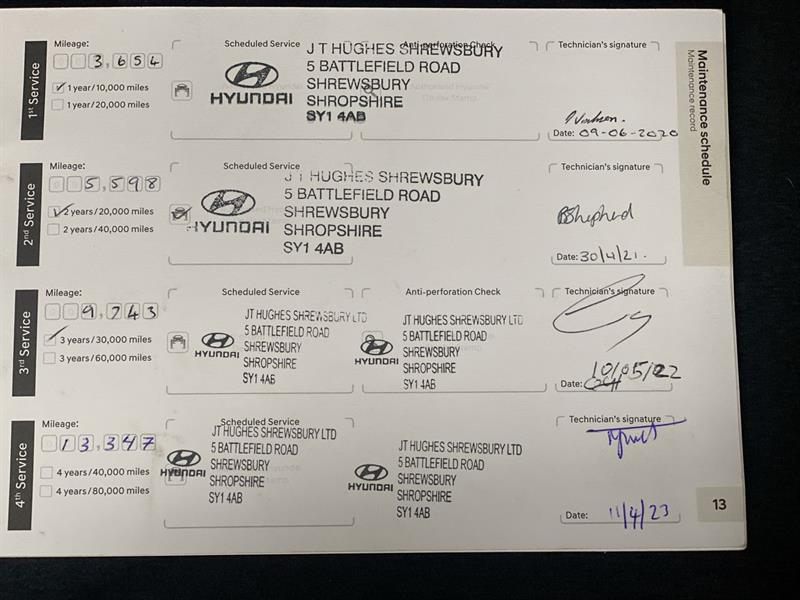 Maintenance schedule
Maintenance record
1st Service
Mileage:
3,654
1 year/10,000 miles
1 year/20,000 miles
Scheduled Service
HYUNDAI
Anti-perforation Check
J T HUGHES SHREWSBURY
5 BATTLEFIELD ROAD
SHREWSBURY
SHROPSHIRE
SY1 4AB
Authorised Hyundai
Dealer Stamp
Technician's signature
Date: 09-06-2020
2nd Service
Mileage:
5,598
2 years/20,000 miles
2 years/40,000 miles
Scheduled Service
HYUNDAI
J T HUGHES SHREWSBURY
5 BATTLEFIELD ROAD
SHREWSBURY
SHROPSHIRE
SY1 4AB
Technician's signature
BShepherd
Date: 30/4/21.
3rd Service
Mileage:
9,743
3 years/30,000 miles
3 years/60,000 miles
Scheduled Service
HYUNDAI
JT HUGHES SHREWSBURY LTD
5 BATTLEFIELD ROAD
SHREWSBURY
SHROPSHIRE
SY1 4AB
Anti-perforation Check
HYUNDAI
JT HUGHES SHREWSBURY LTD
5 BATTLEFIELD ROAD
SHREWSBURY
SHROPSHIRE
SY1 4AB
Technician's signature
10/05/22
Date:
4th Service
Mileage:
13,347
4 years/40,000 miles
4 years/80,000 miles
Scheduled Service
HYUNDAI
JT HUGHES SHREWSBURY LTD
5 BATTLEFIELD ROAD
SHREWSBURY
SHROPSHIRE
SY1 4AB
HYUNDAI
JT HUGHES SHREWSBURY LTD
5 BATTLEFIELD ROAD
SHREWSBURY
SHROPSHIRE
SY1 4AB
Technician's signature
Date: 11/4/23
13